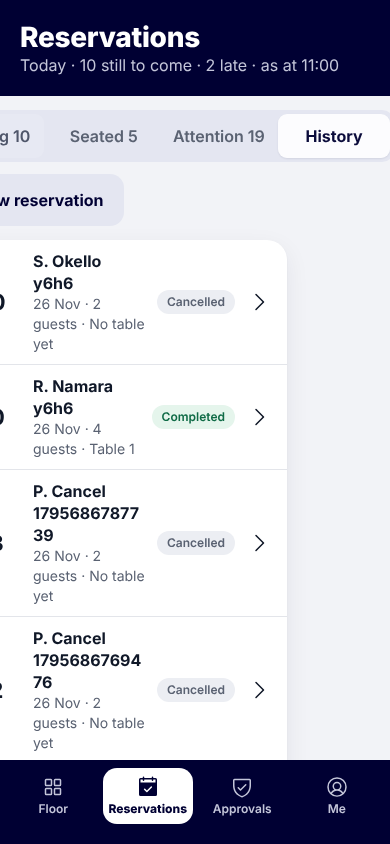 Reservations
Today · 10 still to come · 2 late · as at 11:00
g 10 Seated 5 Attention 19 History
w reservation
S. Okello
y6h6
26 Nov · 2
guests · No table
yet
Cancelled
R. Namara
y6h6
26 Nov · 4
guests · Table 1
Completed
P. Cancel
17956867877
39
26 Nov · 2
guests · No table
yet
Cancelled
P. Cancel
17956867694
76
26 Nov · 2
guests · No table
yet
Cancelled
Floor Reservations Approvals Me